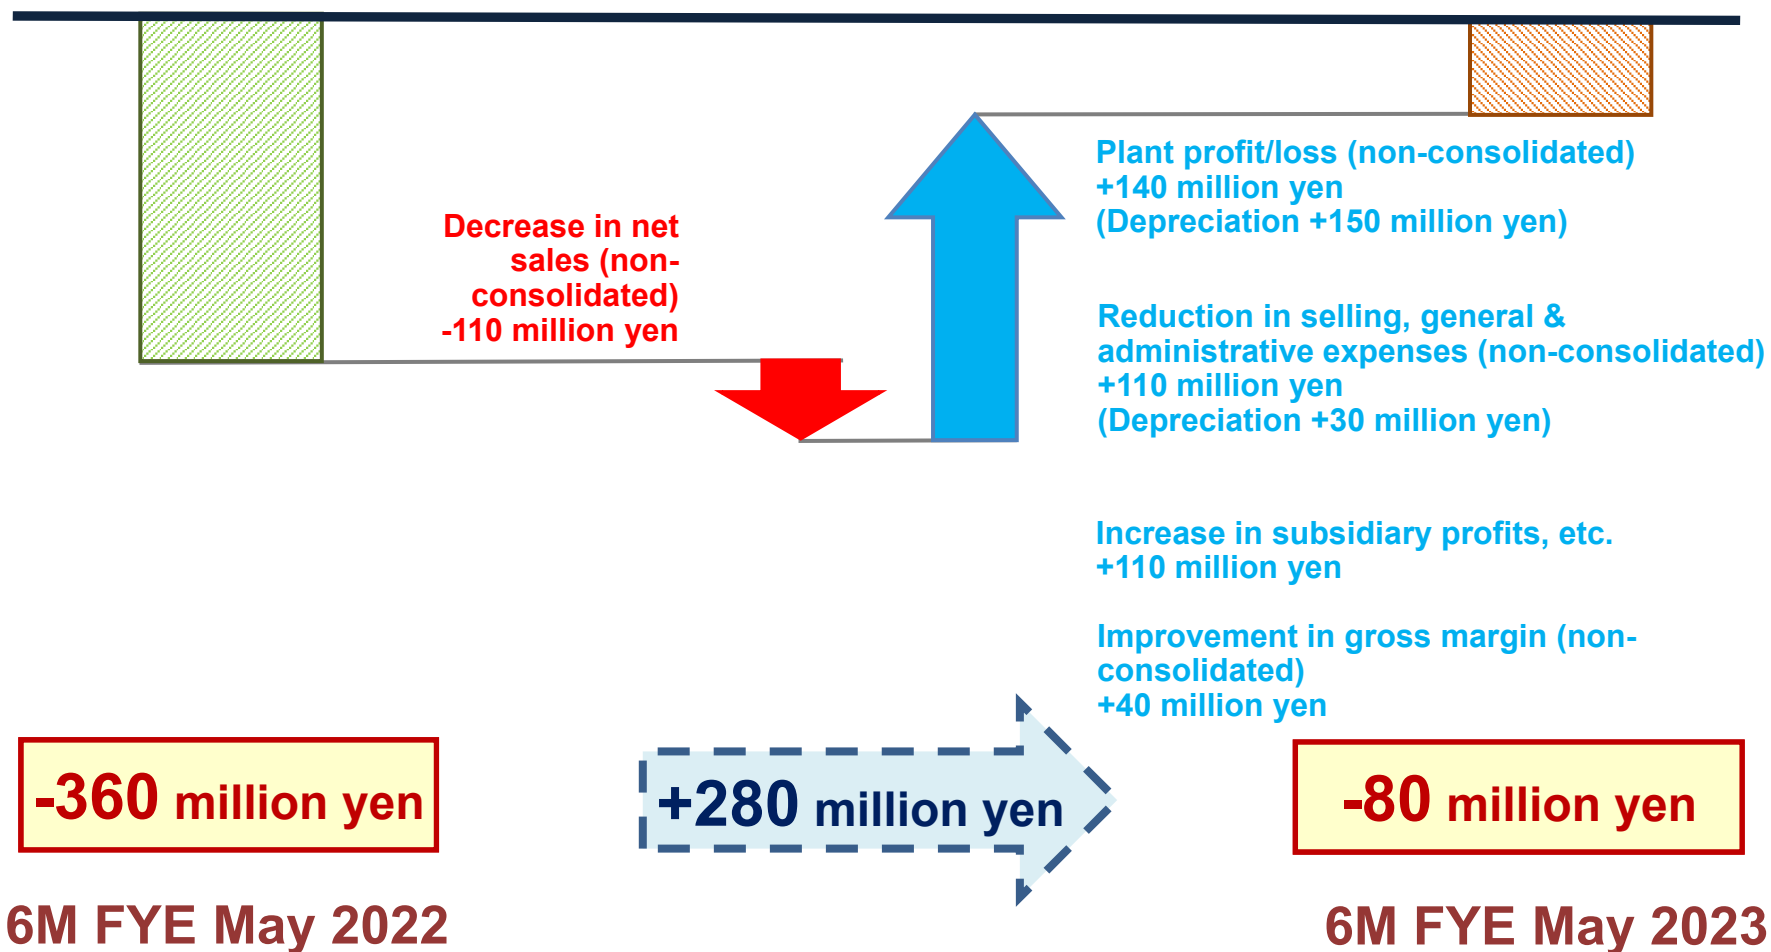 Decrease in net
sales (non-
consolidated)
-110 million yen
Plant profit/loss (non-consolidated)
+140 million yen
(Depreciation +150 million yen)
Reduction in selling, general &
administrative expenses (non-consolidated)
+110 million yen
(Depreciation +30 million yen)
Increase in subsidiary profits, etc.
+110 million yen
Improvement in gross margin (non-
consolidated)
+40 million yen
-360 million yen
+280 million yen
-80 million yen
6M FYE May 2022
6M FYE May 2023